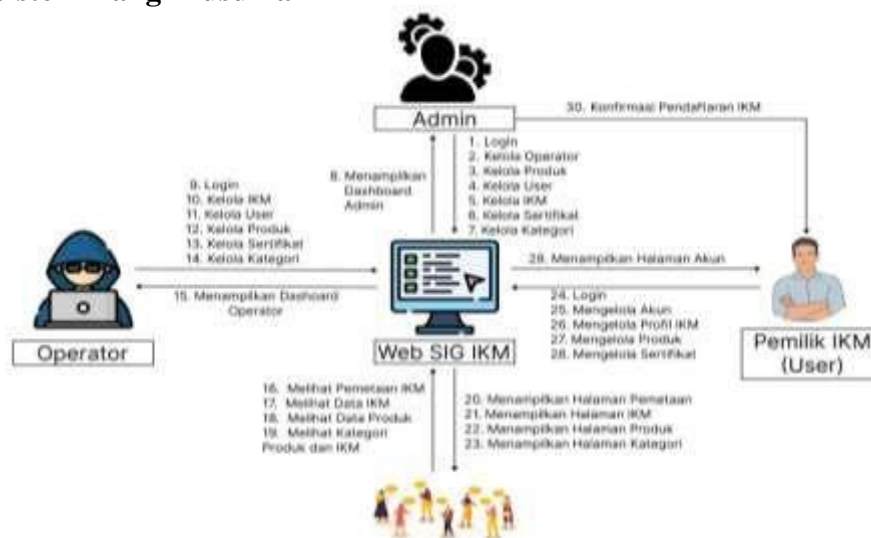 30. Konfirmasi Pendaftaran IKM
Admin
1. Login
2. Kelola Operator
3. Kelola Produk
4. Kelola User
5. Kelola IKM
6. Kelola Sertifikat
7. Kelola Kategori
8. Menampilkan
Dashboard
Admin
9. Login
10. Kelola IKM
11. Kelola User
12. Kelola Produk
13. Kelola Sertifikat
14. Kelola Kategori
15. Menampilkan Dashoard
Operator
Operator
Web SIG IKM
29. Menampilkan Halaman Akun
24. Login
25. Mengelola Akun
26. Mengelola Profil IKM
27. Mengelola Produk
28. Mengelola Sertifikat
Pemilik IKM
(User)
16. Melihat Pemetaan IKM
17. Melihat Data IKM
18. Melihat Data Produk
19. Melihat Kategori
Produk dan IKM
20. Menampilkan Halaman Pemetaan
21. Menampilkan Halaman IKM
22. Menampilkan Halaman Produk
23. Menampilkan Halaman Kategori